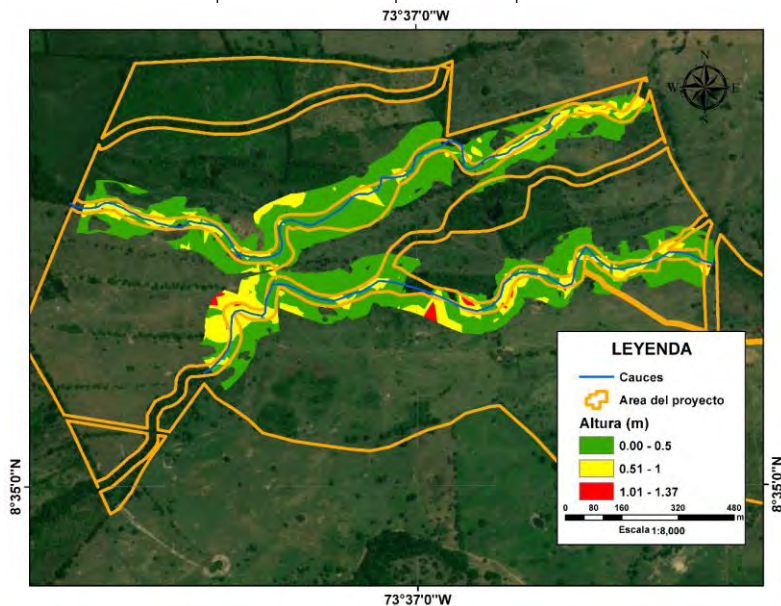 73°37'0"W
N
W E
S
8°35'0"N
8°35'0"N
LEYENDA
Cauces
Area del proyecto
Altura (m)
0.00 - 0.5
0.51 - 1
1.01 - 1.37
0 80 160 320 480
m
Escala 1:8,000
73°37'0"W